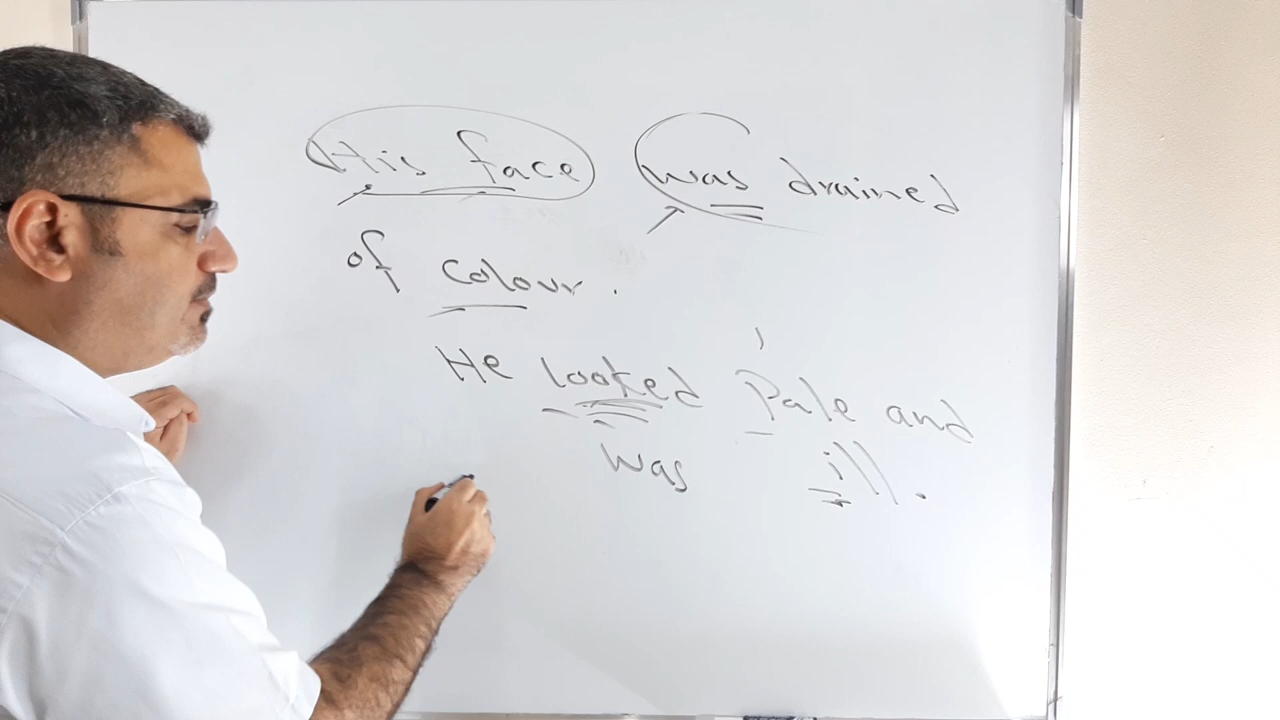 His face was drained
of colour.
He looked Pale and
was ill.